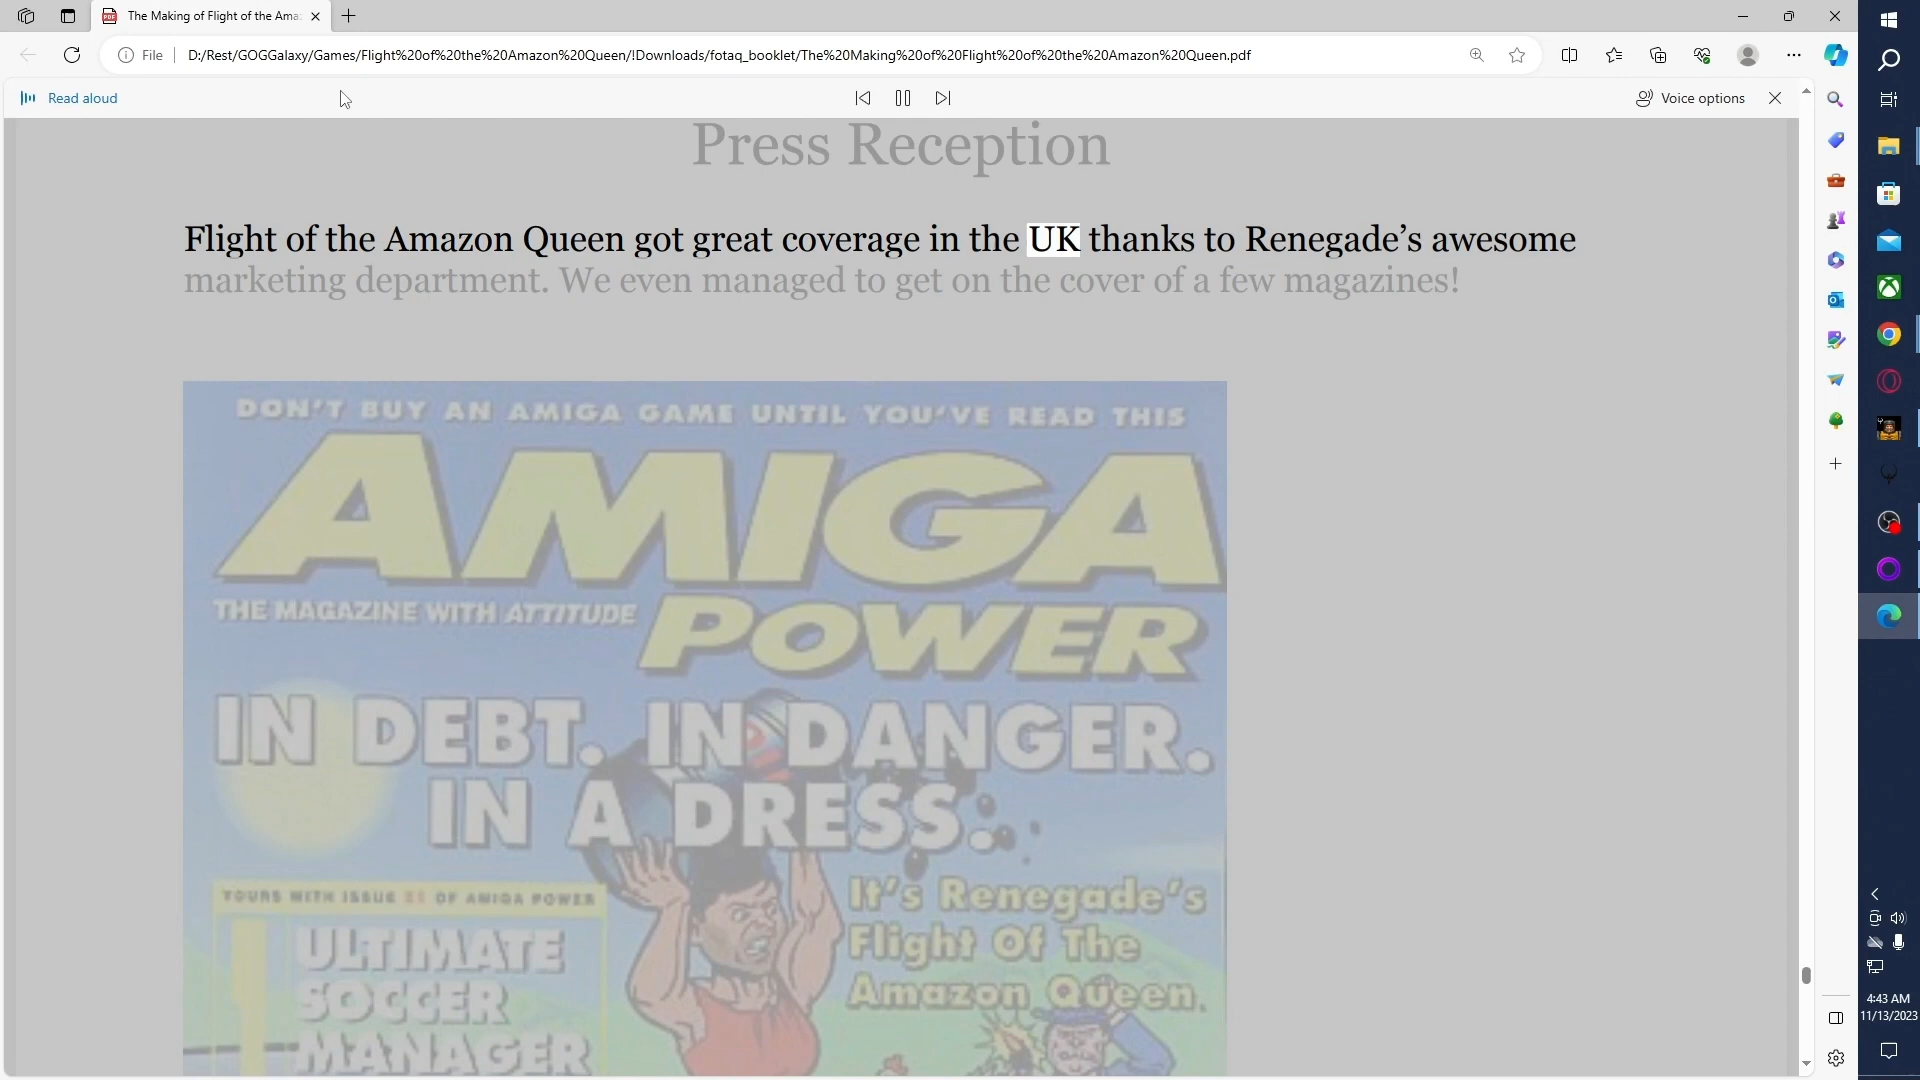 The Making of Flight of the Ama
File
D:/Rest/GOGGalaxy/Games/Flight%20of%20the%20Amazon%20Queen/!Downloads/fotaq_booklet/The%20Making%20of%20Flight%20of%20the%20Amazon%20Queen.pdf
Read aloud
Voice options
Press Reception
Flight of the Amazon Queen got great coverage in the UK thanks to Renegade’s awesome
marketing department. We even managed to get on the cover of a few magazines!
DON'T BUY AN AMIGA GAME UNTIL YOU'VE READ THIS
AMIGA
THE MAGAZINE WITH ATTITUDE
POWER
IN DEBT. IN DANGER.
IN A DRESS.
YOURS WITH ISSUE OF AMIGA POWER
ULTIMATE
SOCCER
MANAGER
It's Renegade's
Flight Of The
Amazon Queen.
4:43 AM
11/13/2023